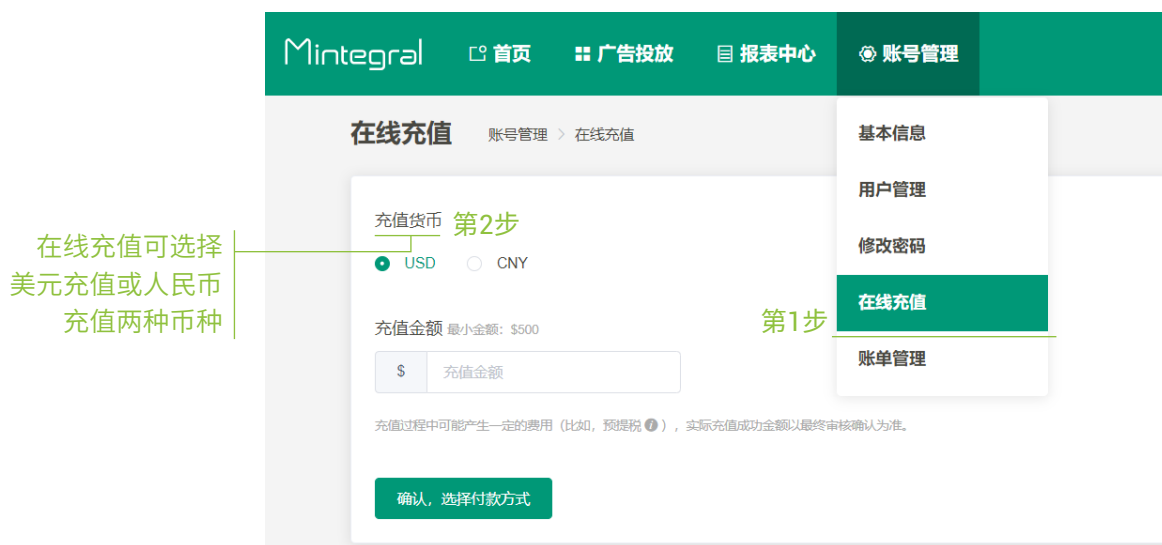 Mintegral 首页 广告投放 报表中心 账号管理
在线充值 账号管理 > 在线充值
基本信息
用户管理
修改密码
在线充值
账单管理
第1步
充值货币 第2步
USD CNY
在线充值可选择
美元充值或人民币
充值两种币种
充值金额 最小金额：$500
$ 充值金额
充值过程中可能产生一定的费用（比如，预提税 i ），实际充值成功金额以最终审核确认为准。
确认，选择付款方式